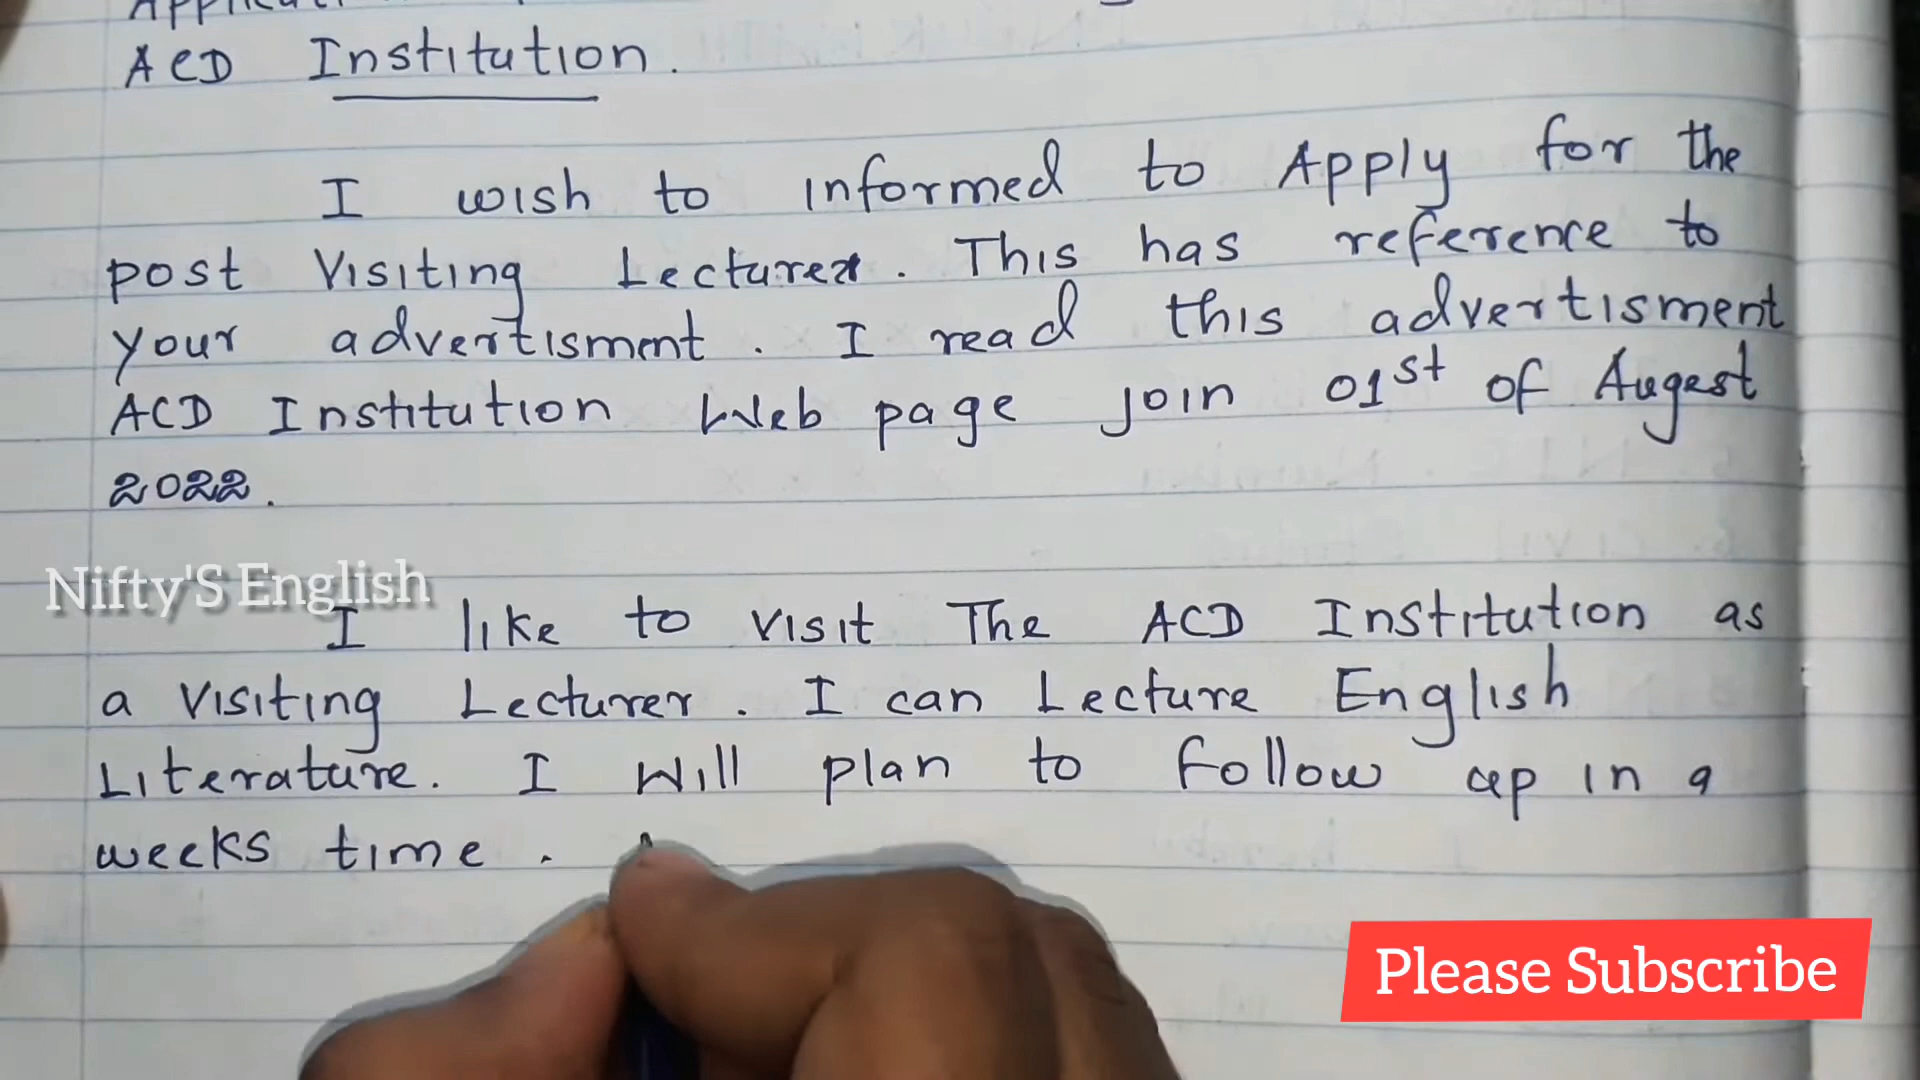 ACD Institution.
I wish to informed to Apply for the
post Visiting Lecturer. This has reference to
your advertisment. I read this advertisment
ACD Institution Web page join 01st of Augest
2022.
Nifty'S English
I like to visit The ACD Institution as
a Visiting Lecturer. I can Lecture English
Literature. I Will plan to follow up in a
weeks time.
Please Subscribe